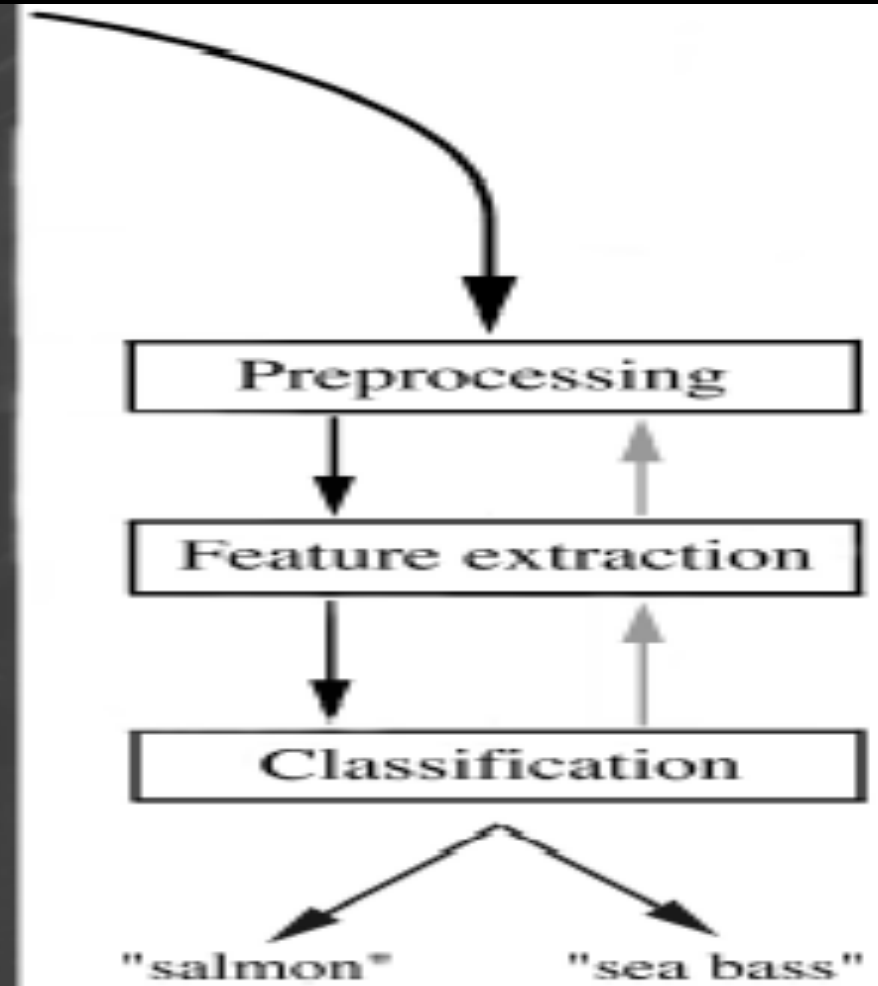 Preprocessing
Feature extraction
Classification
"salmon" "sea bass"